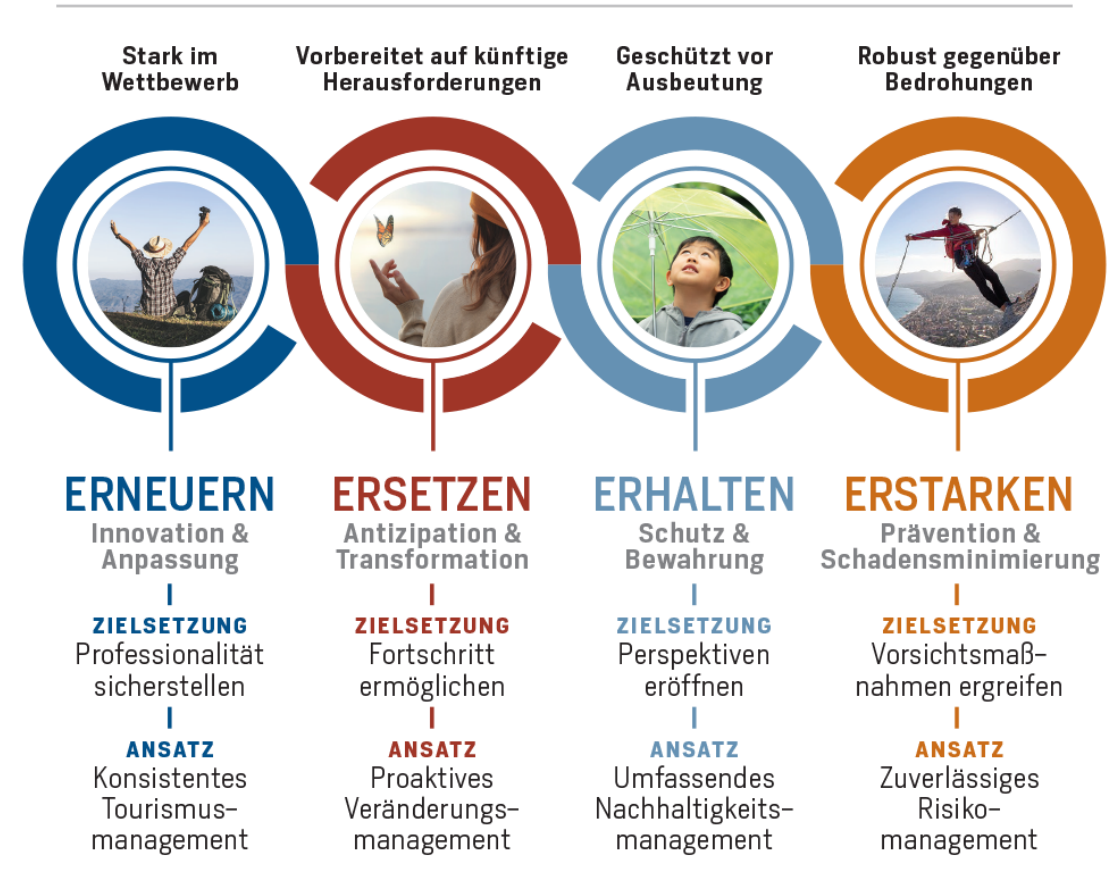 Stark im
Wettbewerb
Vorbereitet auf künftige
Herausforderungen
Geschützt vor
Ausbeutung
Robust gegenüber
Bedrohungen
ERNEUERN
Innovation &
Anpassung
ZIELSETZUNG
Professionalität
sicherstellen
ANSATZ
Konsistentes
Tourismus–
management
ERSETZEN
Antizipation &
Transformation
ZIELSETZUNG
Fortschritt
ermöglichen
ANSATZ
Proaktives
Veränderungs–
management
ERHALTEN
Schutz &
Bewahrung
ZIELSETZUNG
Perspektiven
eröffnen
ANSATZ
Umfassendes
Nachhaltigkeits–
management
ERSTARKEN
Prävention &
Schadensminimierung
ZIELSETZUNG
Vorsichtsmaß–
nahmen ergreifen
ANSATZ
Zuverlässiges
Risiko–
management